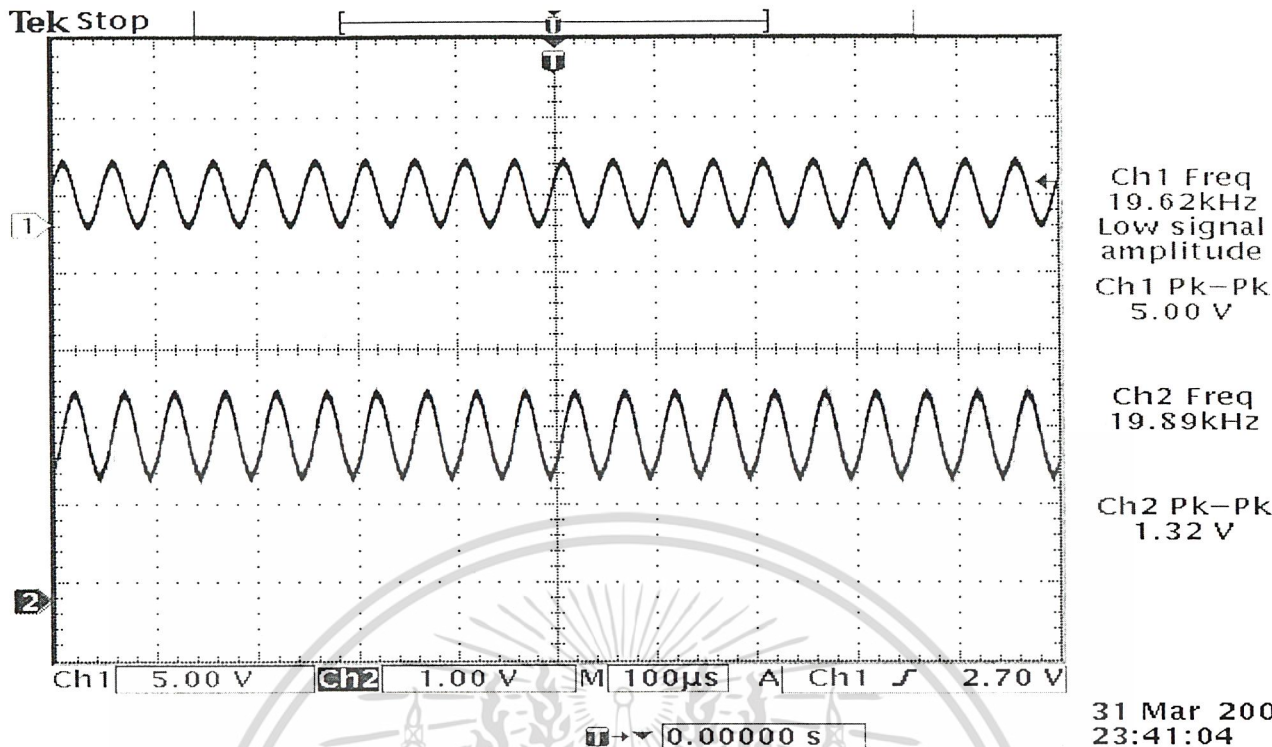 Tek Stop
T
T
1
Ch1 Freq
19.62kHz
Low signal
amplitude
Ch1 Pk-Pk
5.00 V
Ch2 Freq
19.89kHz
Ch2 Pk-Pk
1.32 V
2
Ch1 5.00 V Ch2 1.00 V M 100µs A Ch1 2.70 V
T 0.00000 s
31 Mar 200
23:41:04